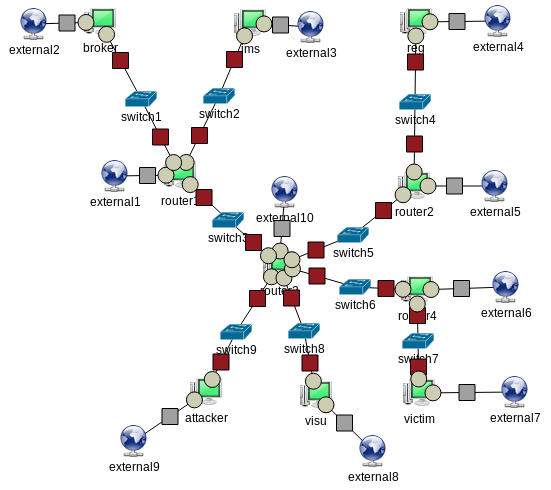 external2
broker
jms
external3
reg
external4
switch1
switch2
switch4
external1
router1
external10
router2
external5
switch3
switch5
router3
switch6
router4
external6
switch9
switch8
switch7
attacker
visu
victim
external7
external9
external8